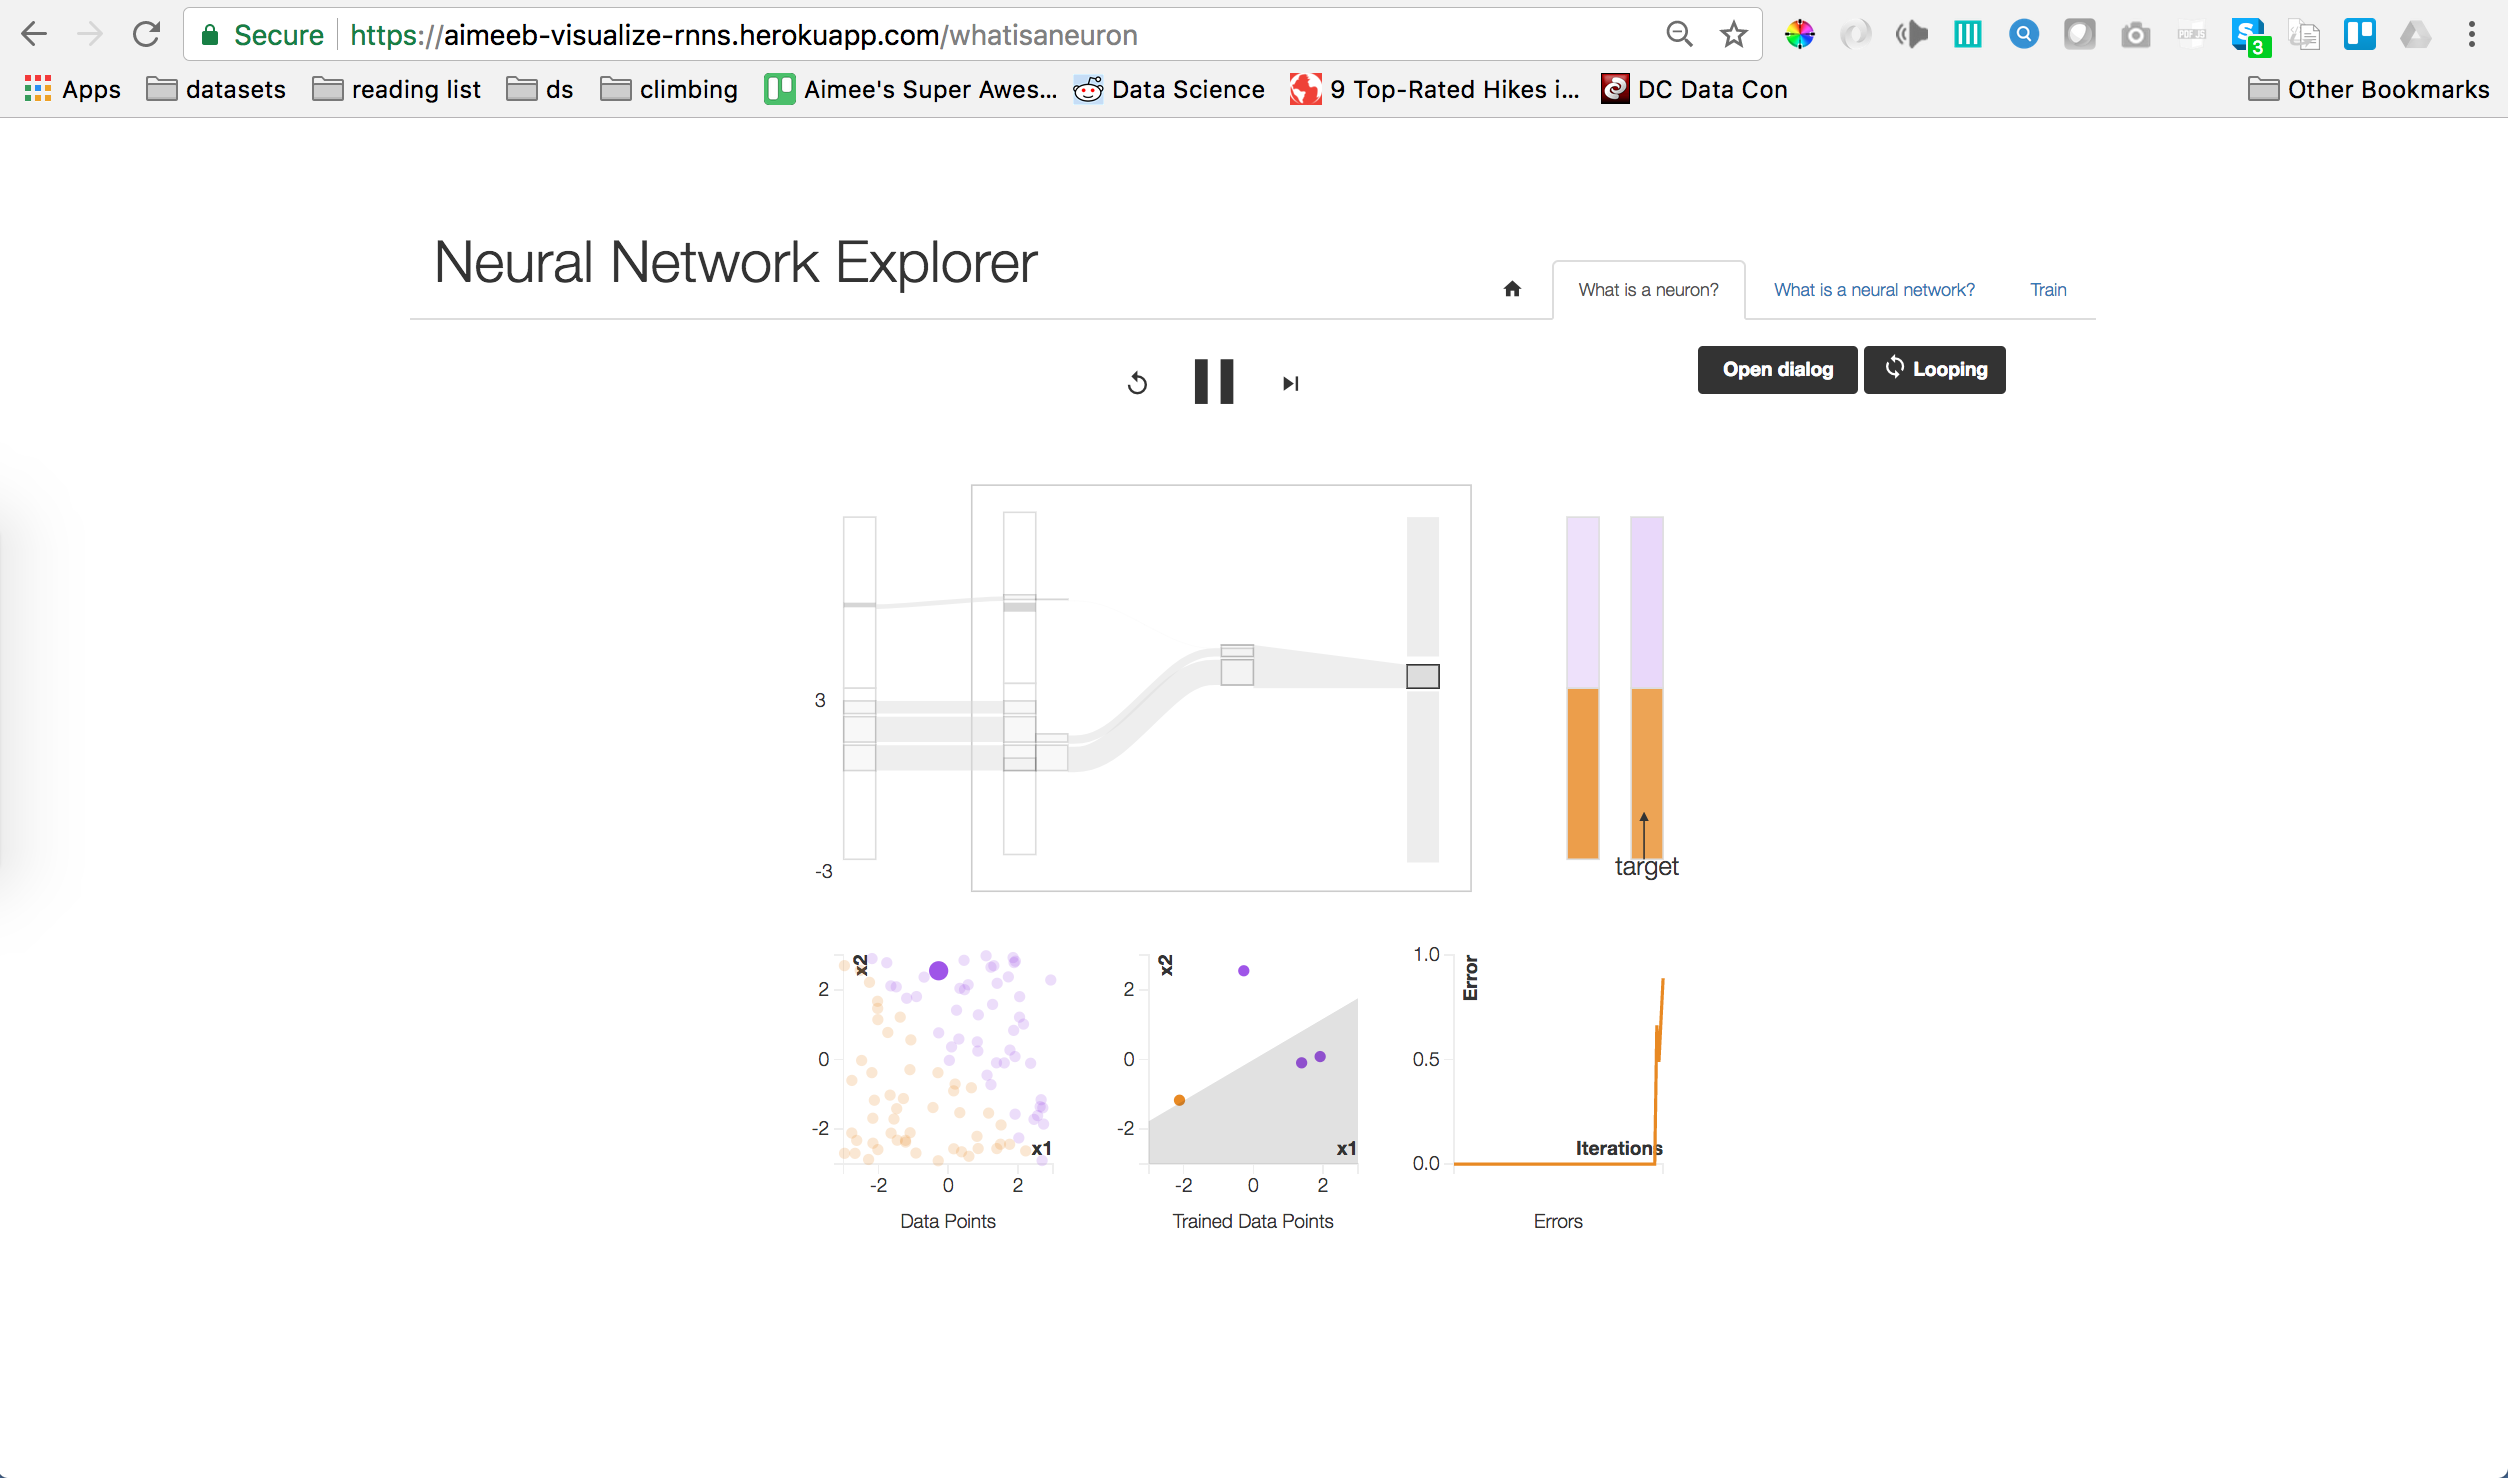 Secure https://aimeeb-visualize-rnns.herokuapp.com/whatisaneuron
3
Apps datasets reading list ds climbing Aimee's Super Awes... Data Science 9 Top-Rated Hikes i... DC Data Con Other Bookmarks
Neural Network Explorer
What is a neuron? What is a neural network? Train
Open dialog Looping
3
-3
target
x2
2
0
-2
x1
-2 0 2
Data Points
x2
2
0
-2
x1
-2 0 2
Trained Data Points
1.0
Error
0.5
Iterations
0.0
Errors